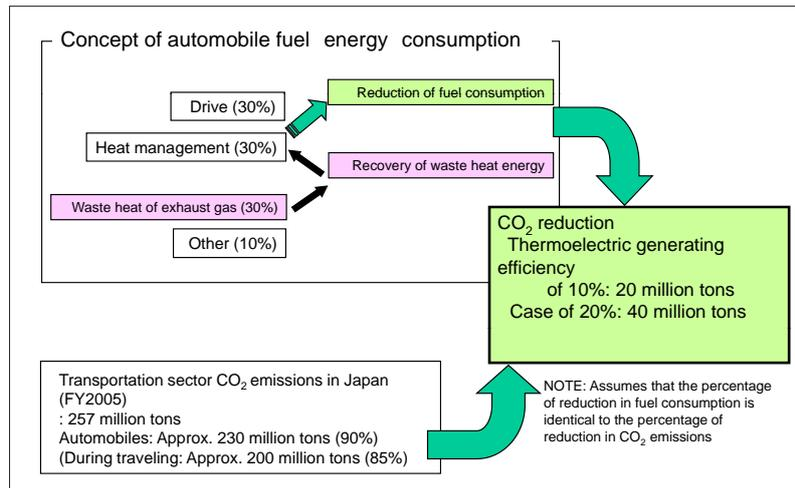 Concept of automobile fuel energy consumption
Drive (30%)
Reduction of fuel consumption
Heat management (30%)
Recovery of waste heat energy
Waste heat of exhaust gas (30%)
Other (10%)
CO₂ reduction
Thermoelectric generating
efficiency
of 10%: 20 million tons
Case of 20%: 40 million tons
Transportation sector CO₂ emissions in Japan
(FY2005)
: 257 million tons
Automobiles: Approx. 230 million tons (90%)
(During traveling: Approx. 200 million tons (85%)
NOTE: Assumes that the percentage
of reduction in fuel consumption is
identical to the percentage of
reduction in CO₂ emissions